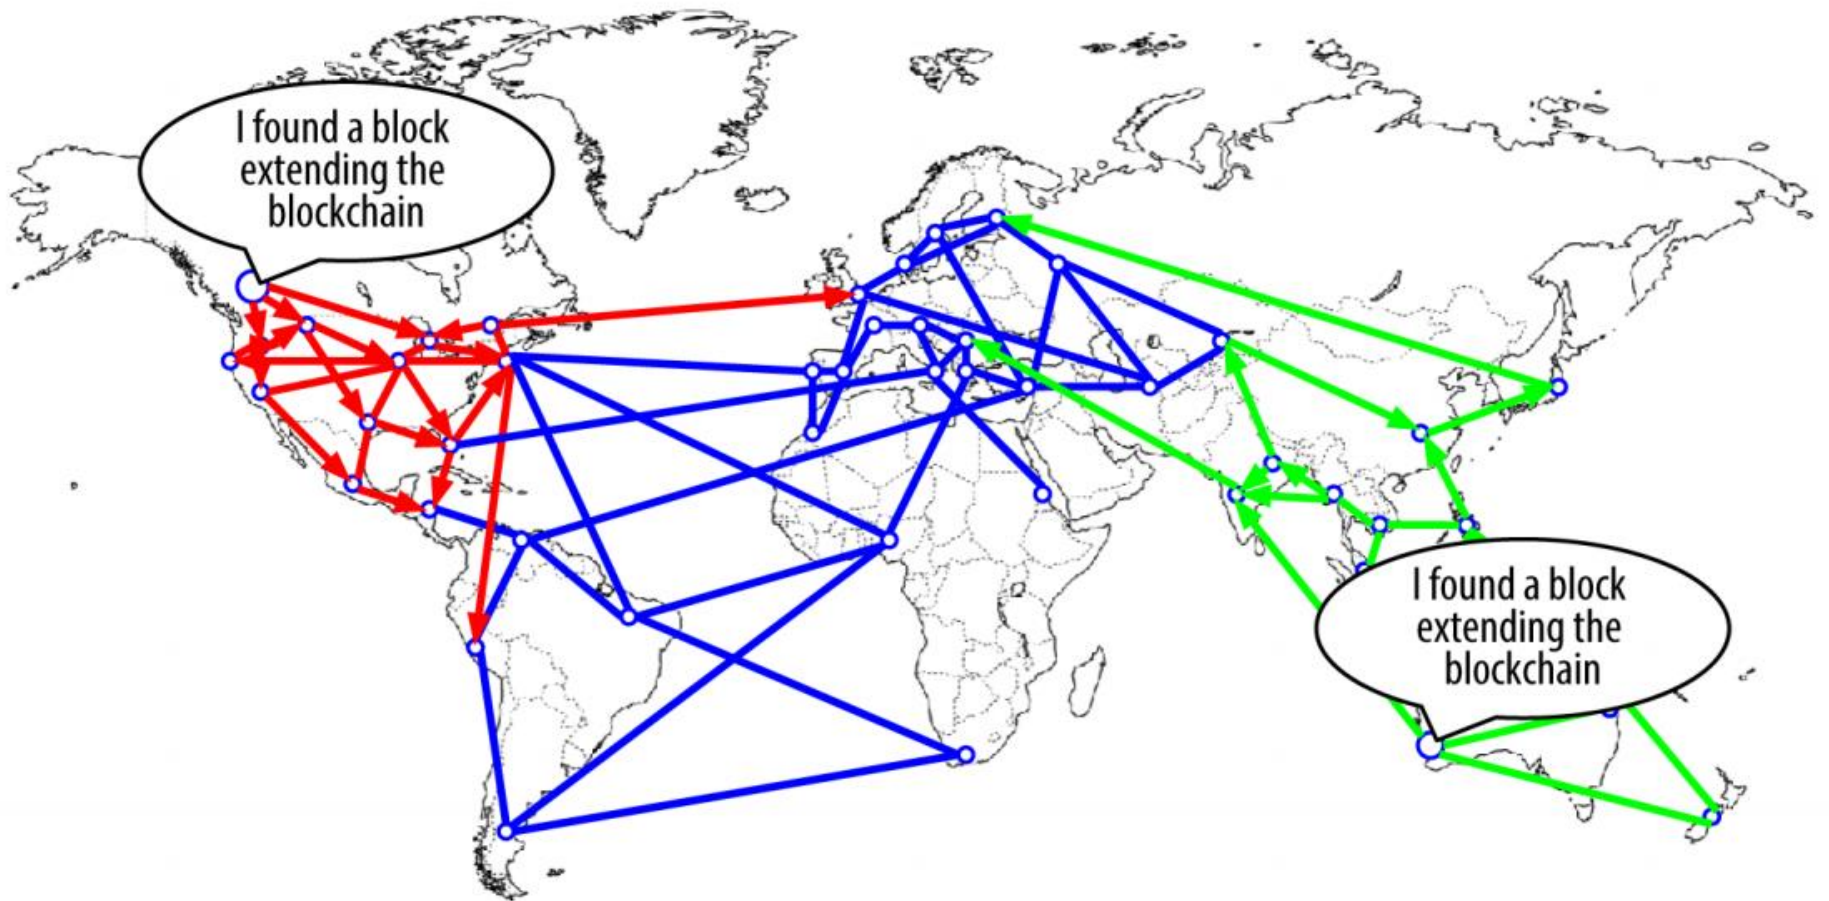 I found a block
extending the
blockchain
I found a block
extending the
blockchain